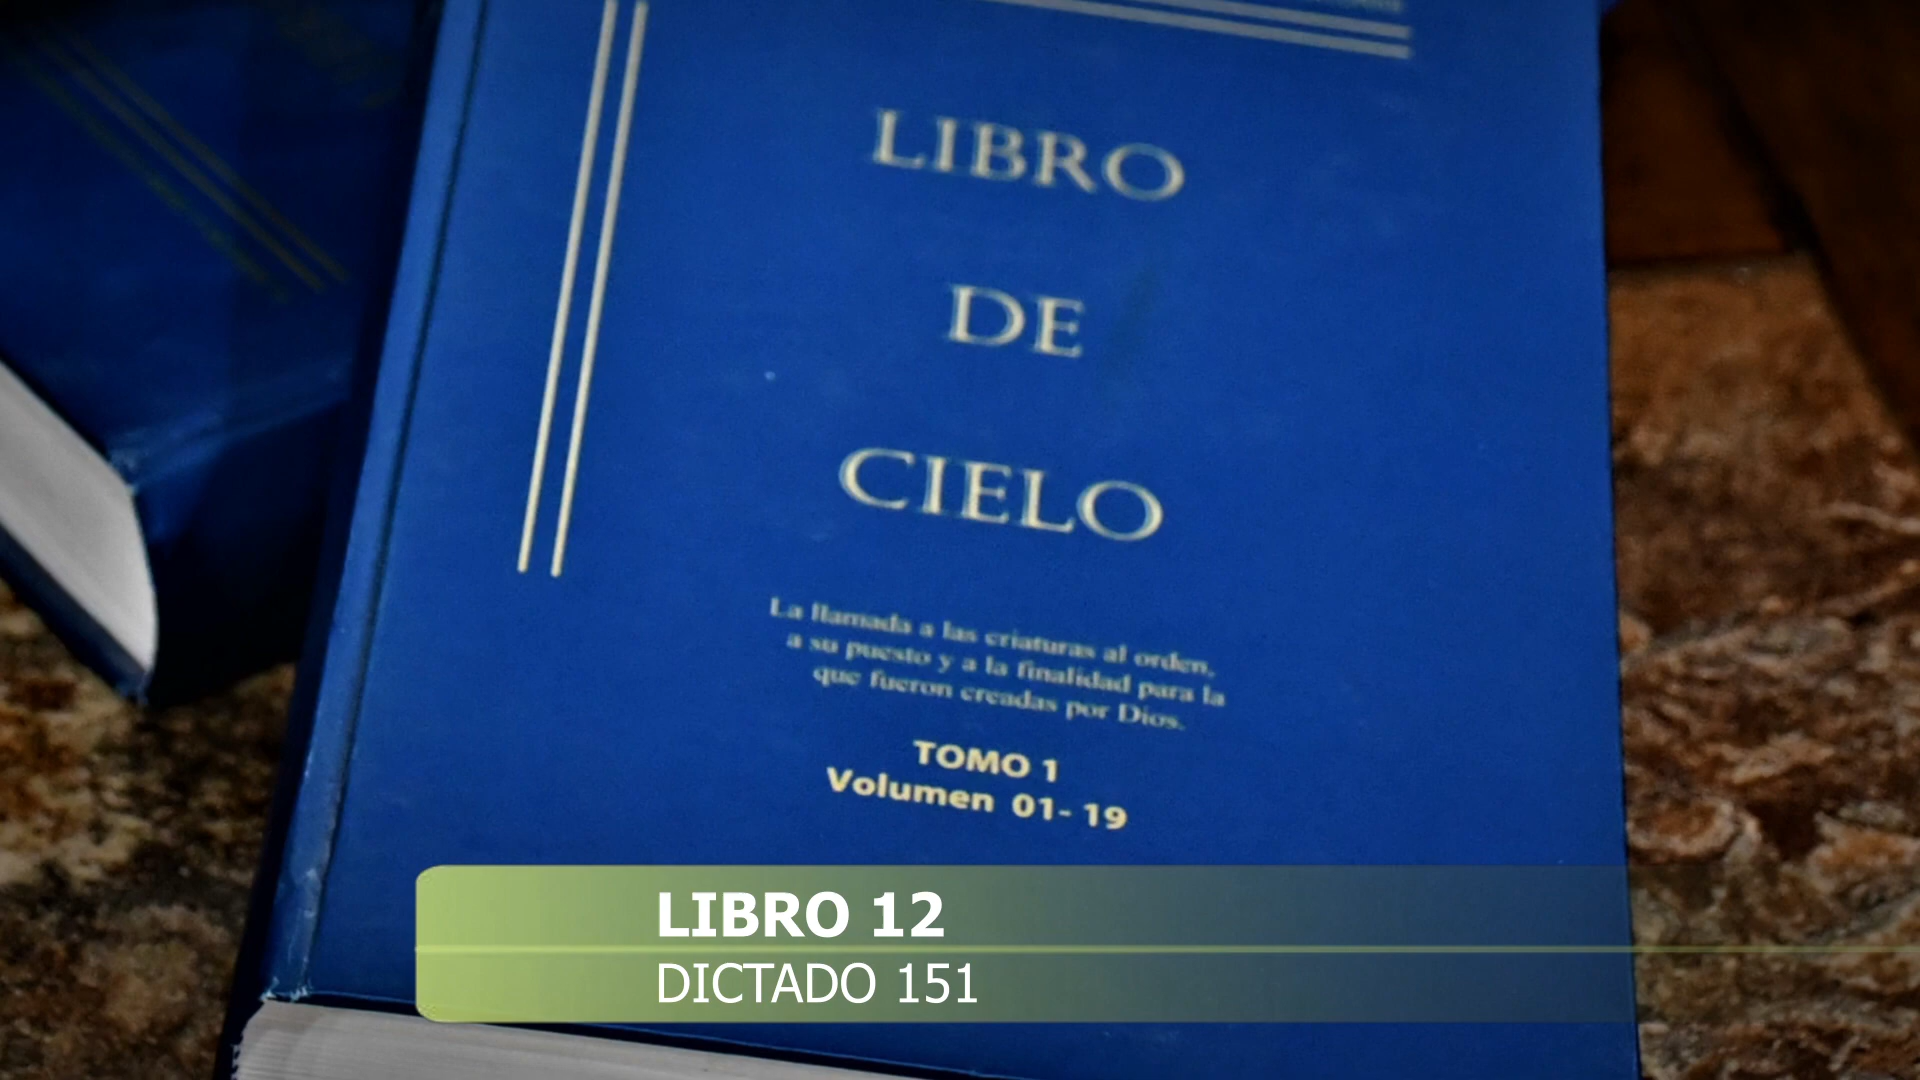 LIBRO
DE
CIELO
La llamada a las criaturas al orden,
a su puesto y a la finalidad para la
que fueron creadas por Dios.
TOMO 1
Volumen 01- 19
LIBRO 12
DICTADO 151